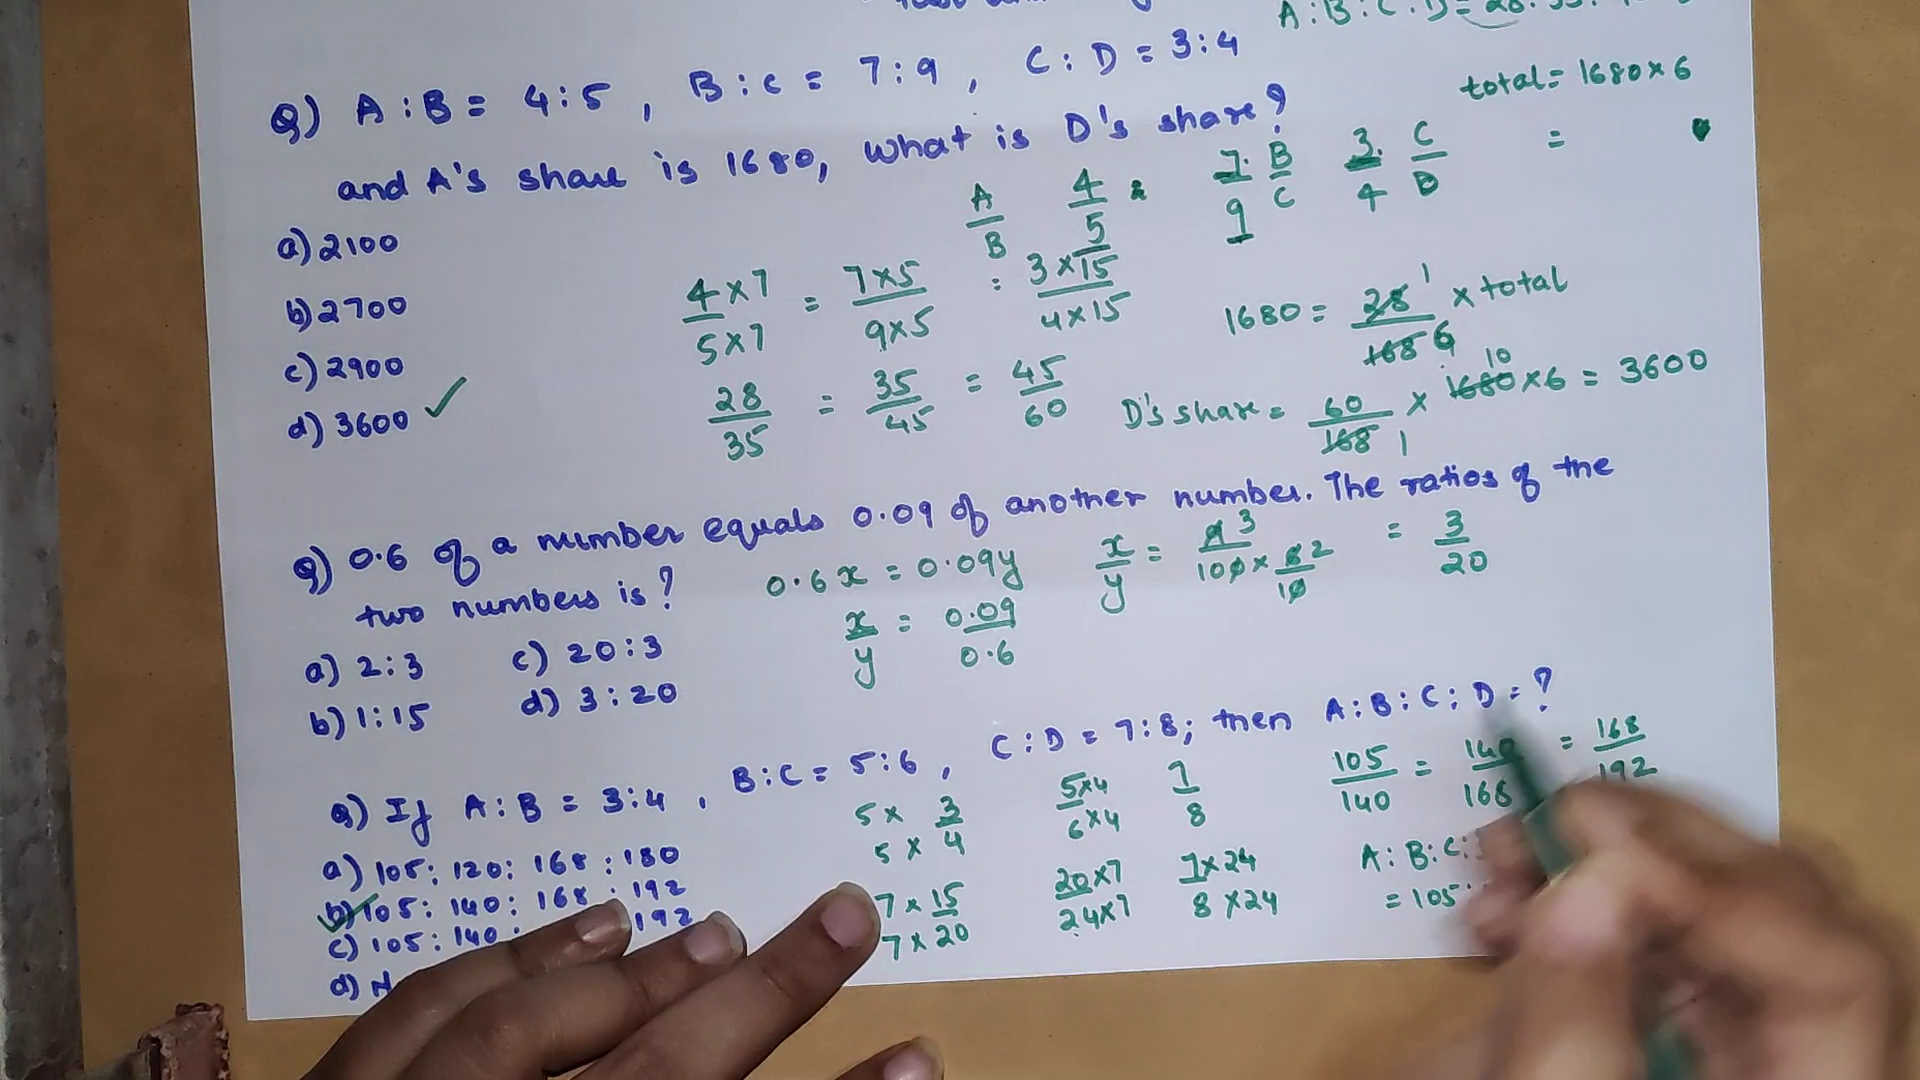 A:B:C:D=28:35:
Q) A:B= 4:5 , B:c= 7:9 , C:D=3:4
total= 1680×6
and A's share is 1680, what is D's share?
=
A/B 4/5 7/9 B/C 3/4 C/D
a) 2100
b) 2700
c) 2900
d) 3600 ✓
4×7/5×7 = 7×5/9×5 = 3×15/4×15
28/35 = 35/45 = 45/60
1680 = 28 1/168 6 × total
D's share = 60/168 1 × 1680 10 ×6 = 3600
Q) 0.6 of a number equals 0.09 of another number. The ratios of the
two numbers is?
a) 2:3 c) 20:3
b) 1:15 d) 3:20
0.6x = 0.09y
x/y = 0.09/0.6
x/y = 9 3/100 × 6 2/10 = 3/20
Q) If A:B = 3:4 , B:C = 5:6 , C:D = 7:8; then A:B:C:D=?
a) 105:120:168:180
b) 105:140:168:192
c) 105:140: 192
d) N
5 × 3/5 × 4 5×4/6×4 7/8
7 × 15/7 × 20 20×7/24×7 7×24/8×24
105/140 = 140/168 = 168/192
A:B:C:
= 105: